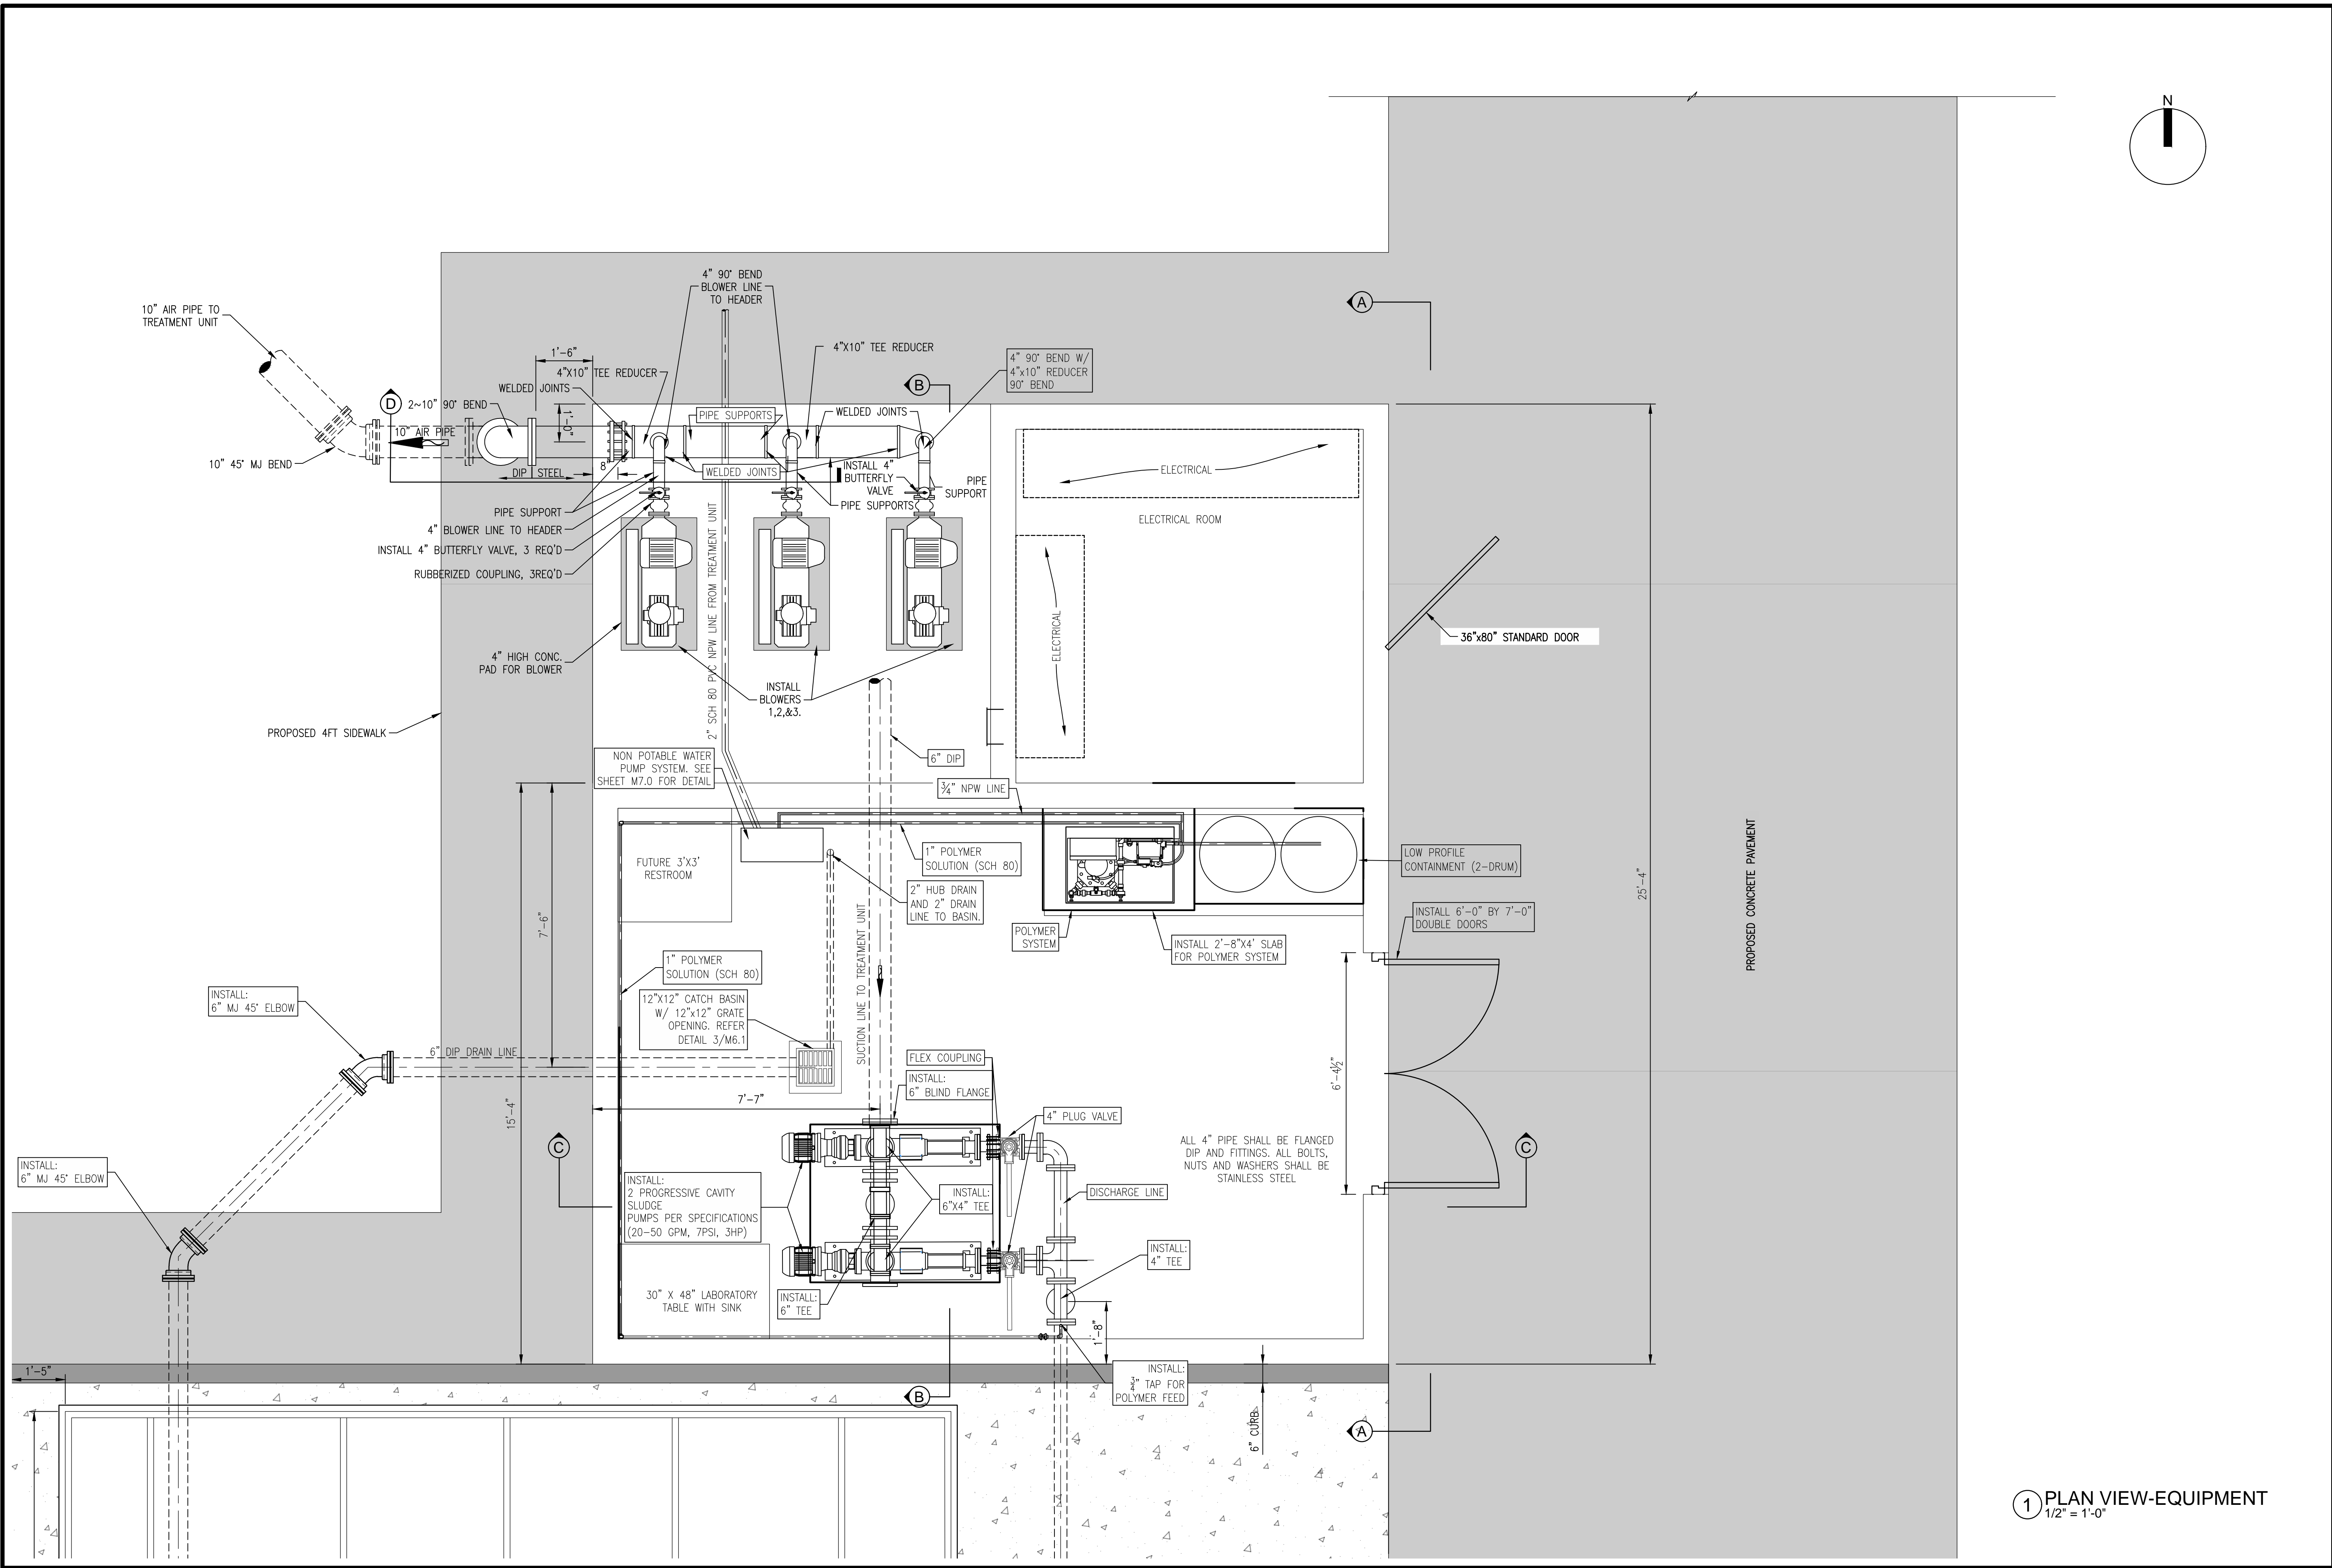 N
4" 90° BEND
BLOWER LINE
TO HEADER
10" AIR PIPE TO
TREATMENT UNIT
A
1'-6"
4"X10" TEE REDUCER
4"X10" TEE REDUCER
4" 90° BEND W/
4"x10" REDUCER
90° BEND
WELDED JOINTS
B
D
2~10" 90° BEND
1'-0"
PIPE SUPPORTS
WELDED JOINTS
10" AIR PIPE
10" 45° MJ BEND
DIP
STEEL
8"
WELDED JOINTS
INSTALL 4"
BUTTERFLY
VALVE
PIPE
SUPPORT
ELECTRICAL
PIPE SUPPORT
PIPE SUPPORTS
4" BLOWER LINE TO HEADER
ELECTRICAL ROOM
INSTALL 4" BUTTERFLY VALVE, 3 REQ'D
RUBBERIZED COUPLING, 3REQ'D
2" SCH 80 PVC NPW LINE FROM TREATMENT UNIT
ELECTRICAL
36"x80" STANDARD DOOR
4" HIGH CONC.
PAD FOR BLOWER
INSTALL
BLOWERS
1,2,&3.
PROPOSED 4FT SIDEWALK
NON POTABLE WATER
PUMP SYSTEM. SEE
SHEET M7.0 FOR DETAIL
6" DIP
¾" NPW LINE
FUTURE 3'X3'
RESTROOM
1" POLYMER
SOLUTION (SCH 80)
LOW PROFILE
CONTAINMENT (2-DRUM)
25'-4"
PROPOSED CONCRETE PAVEMENT
2" HUB DRAIN
AND 2" DRAIN
LINE TO BASIN.
7'-6"
INSTALL 6'-0" BY 7'-0"
DOUBLE DOORS
POLYMER
SYSTEM
INSTALL 2'-8"X4' SLAB
FOR POLYMER SYSTEM
1" POLYMER
SOLUTION (SCH 80)
SUCTION LINE TO TREATMENT UNIT
INSTALL:
6" MJ 45° ELBOW
12"X12" CATCH BASIN
W/ 12"x12" GRATE
OPENING. REFER
DETAIL 3/M6.1
6" DIP DRAIN LINE
FLEX COUPLING
INSTALL:
6" BLIND FLANGE
6'-4½"
7'-7"
15'-4"
4" PLUG VALVE
C
ALL 4" PIPE SHALL BE FLANGED
DIP AND FITTINGS. ALL BOLTS,
NUTS AND WASHERS SHALL BE
STAINLESS STEEL
C
INSTALL:
6" MJ 45° ELBOW
INSTALL:
2 PROGRESSIVE CAVITY
SLUDGE
PUMPS PER SPECIFICATIONS
(20-50 GPM, 7PSI, 3HP)
INSTALL:
6"X4" TEE
DISCHARGE LINE
INSTALL:
4" TEE
30" X 48" LABORATORY
TABLE WITH SINK
INSTALL:
6" TEE
1'-8"
1'-5"
INSTALL:
¾" TAP FOR
POLYMER FEED
B
6" CURB
A
1
PLAN VIEW-EQUIPMENT
1/2" = 1'-0"